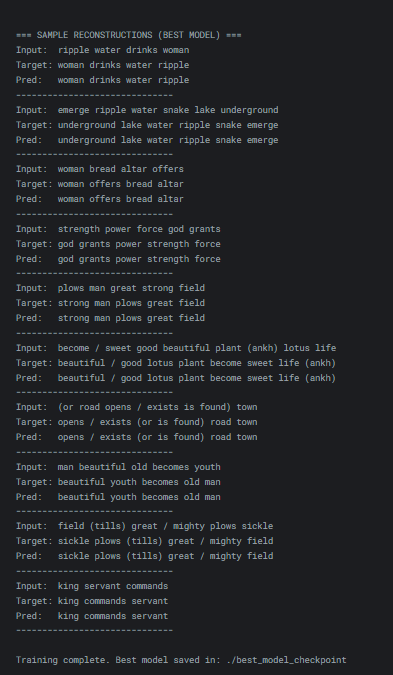 === SAMPLE RECONSTRUCTIONS (BEST MODEL) ===
Input:  ripple water drinks woman
Target: woman drinks water ripple
Pred:   woman drinks water ripple
------------------------------
Input:  emerge ripple water snake lake underground
Target: underground lake water ripple snake emerge
Pred:   underground lake water ripple snake emerge
------------------------------
Input:  woman bread altar offers
Target: woman offers bread altar
Pred:   woman offers bread altar
------------------------------
Input:  strength power force god grants
Target: god grants power strength force
Pred:   god grants power strength force
------------------------------
Input:  plows man great strong field
Target: strong man plows great field
Pred:   strong man plows great field
------------------------------
Input:  become / sweet good beautiful plant (ankh) lotus life
Target: beautiful / good lotus plant become sweet life (ankh)
Pred:   beautiful / good lotus plant become sweet life (ankh)
------------------------------
Input:  (or road opens / exists is found) town
Target: opens / exists (or is found) road town
Pred:   opens / exists (or is found) road town
------------------------------
Input:  man beautiful old becomes youth
Target: beautiful youth becomes old man
Pred:   beautiful youth becomes old man
------------------------------
Input:  field (tills) great / mighty plows sickle
Target: sickle plows (tills) great / mighty field
Pred:   sickle plows (tills) great / mighty field
------------------------------
Input:  king servant commands
Target: king commands servant
Pred:   king commands servant
------------------------------
Training complete. Best model saved in: ./best_model_checkpoint